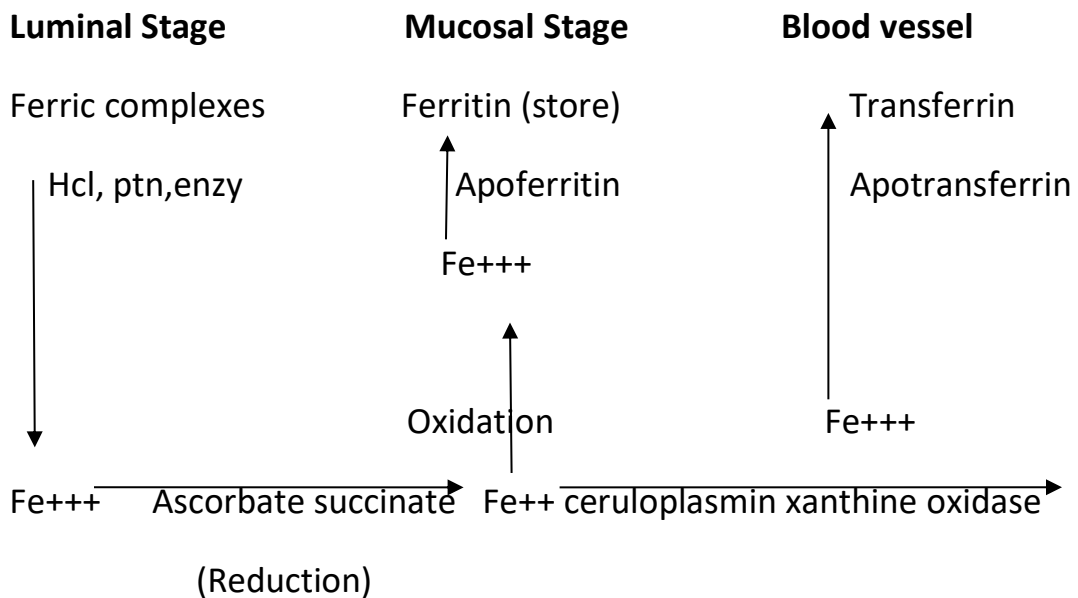 Luminal Stage Mucosal Stage Blood vessel
Ferric complexes Ferritin (store) Transferrin
Hcl, ptn,enzy Apoferritin Apotransferrin
Fe+++
Oxidation Fe+++
Fe+++ Ascorbate succinate Fe++ ceruloplasmin xanthine oxidase
(Reduction)